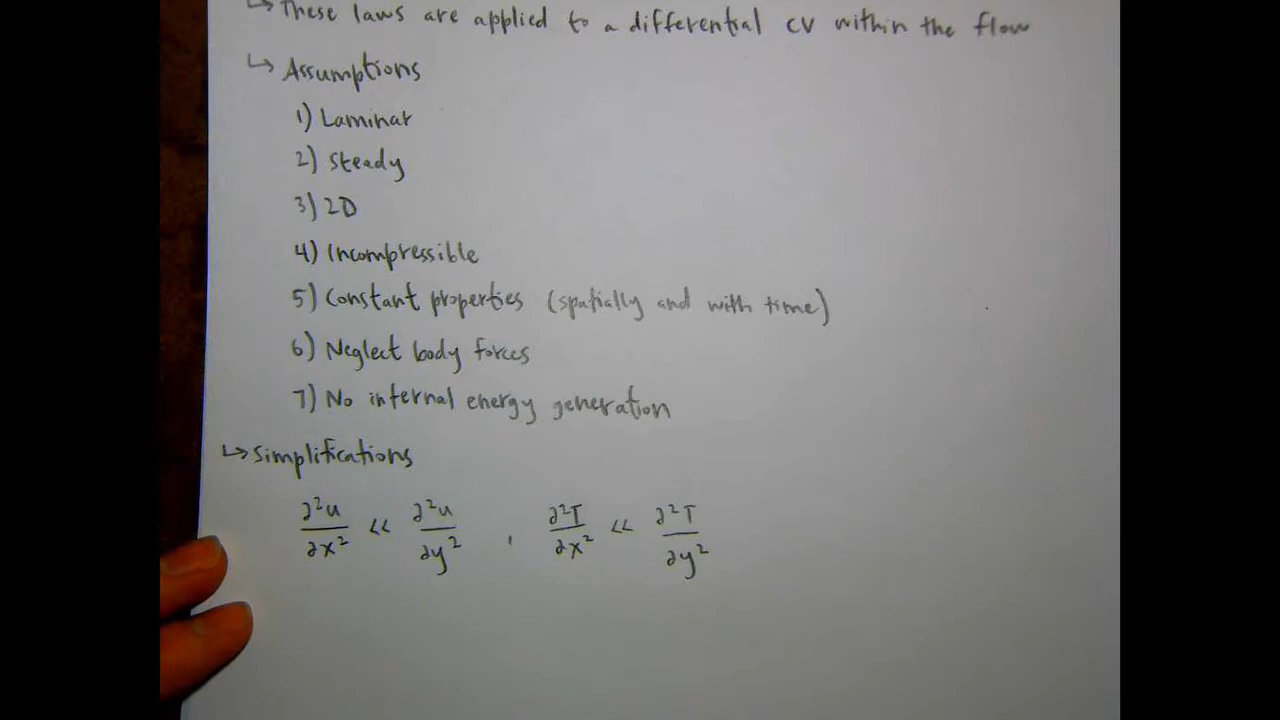 ↳ These laws are applied to a differential CV within the flow
↳ Assumptions
1) Laminar
2) Steady
3) 2D
4) Incompressible
5) Constant properties (spatially and with time)
6) Neglect body forces
7) No internal energy generation
↳ Simplifications
∂²u/∂x² << ∂²u/∂y² , ∂²T/∂x² << ∂²T/∂y²